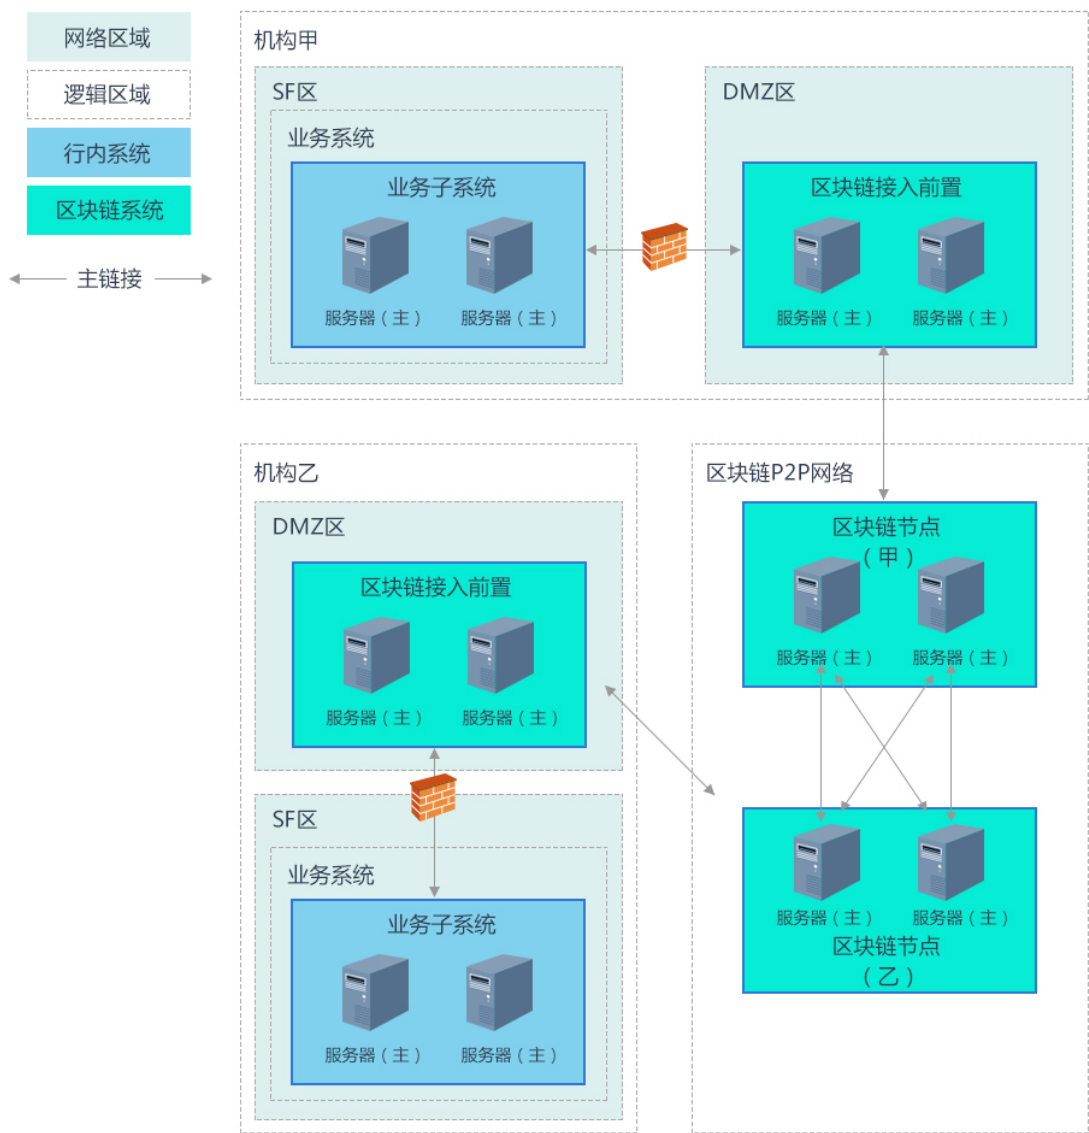 网络区域
逻辑区域
行内系统
区块链系统
主链接
机构甲
SF区
业务系统
业务子系统
服务器（主）
服务器（主）
DMZ区
区块链接入前置
服务器（主）
服务器（主）
机构乙
DMZ区
区块链接入前置
服务器（主）
服务器（主）
SF区
业务系统
业务子系统
服务器（主）
服务器（主）
区块链P2P网络
区块链节点
（甲）
服务器（主）
服务器（主）
服务器（主）
服务器（主）
区块链节点
（乙）